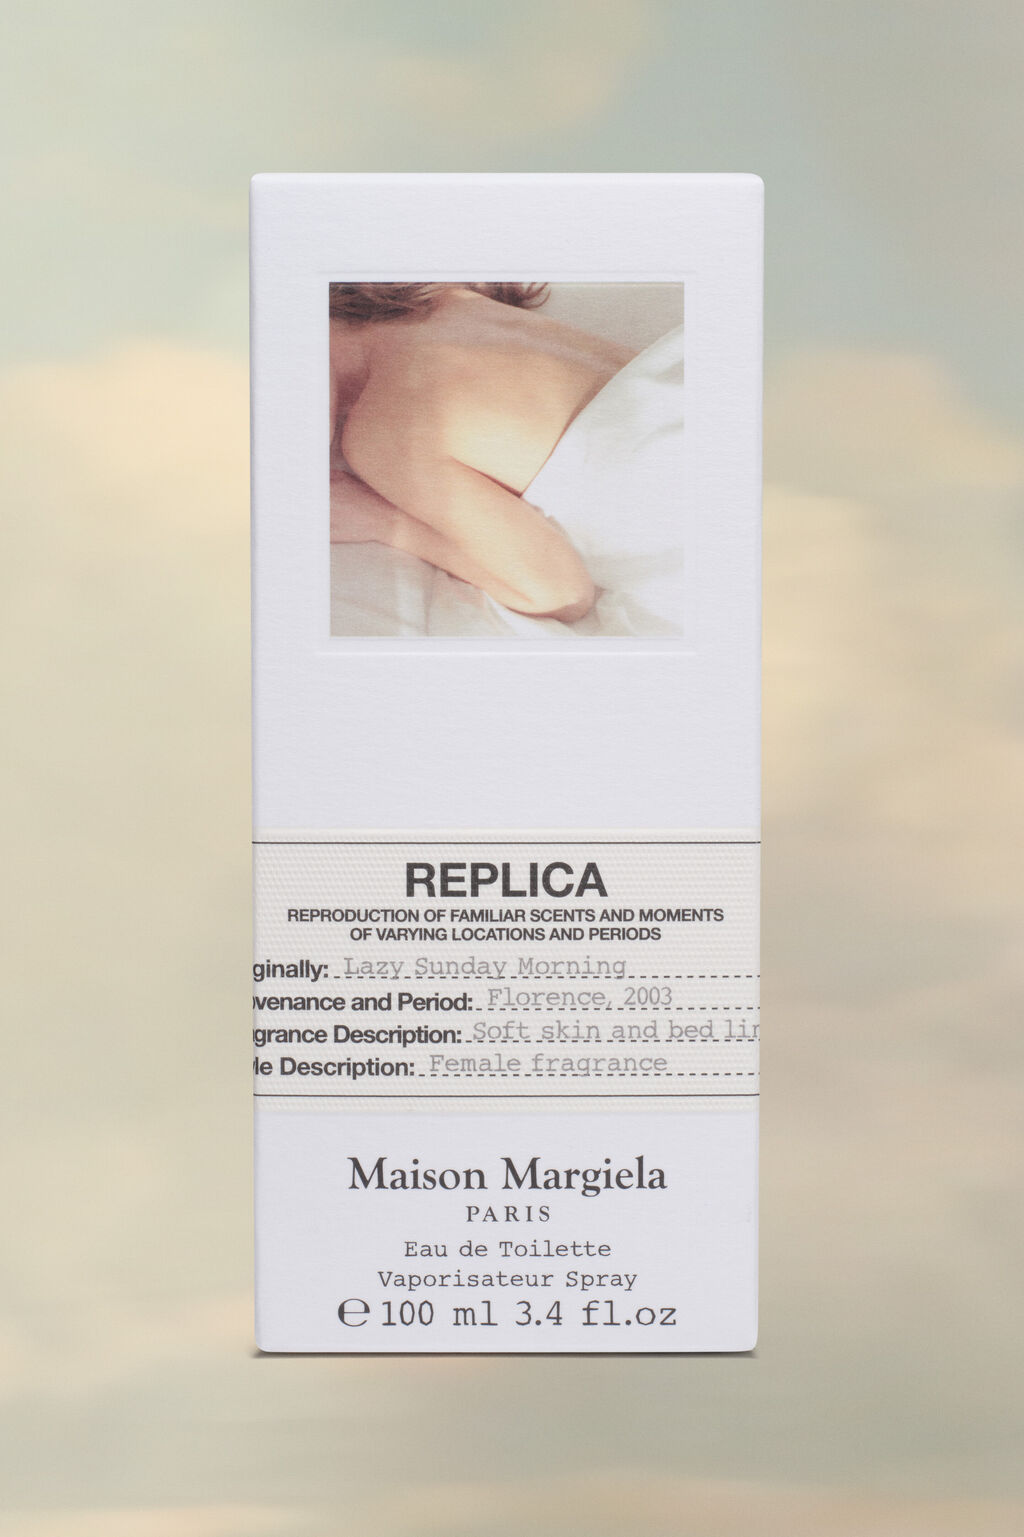 REPLICA
REPRODUCTION OF FAMILIAR SCENTS AND MOMENTS
OF VARYING LOCATIONS AND PERIODS
ginally: Lazy Sunday Morning
venance and Period: Florence, 2003
grance Description: Soft skin and bed lin
le Description: Female fragrance
Maison Margiela
PARIS
Eau de Toilette
Vaporisateur Spray
℮ 100 ml 3.4 fl.oz